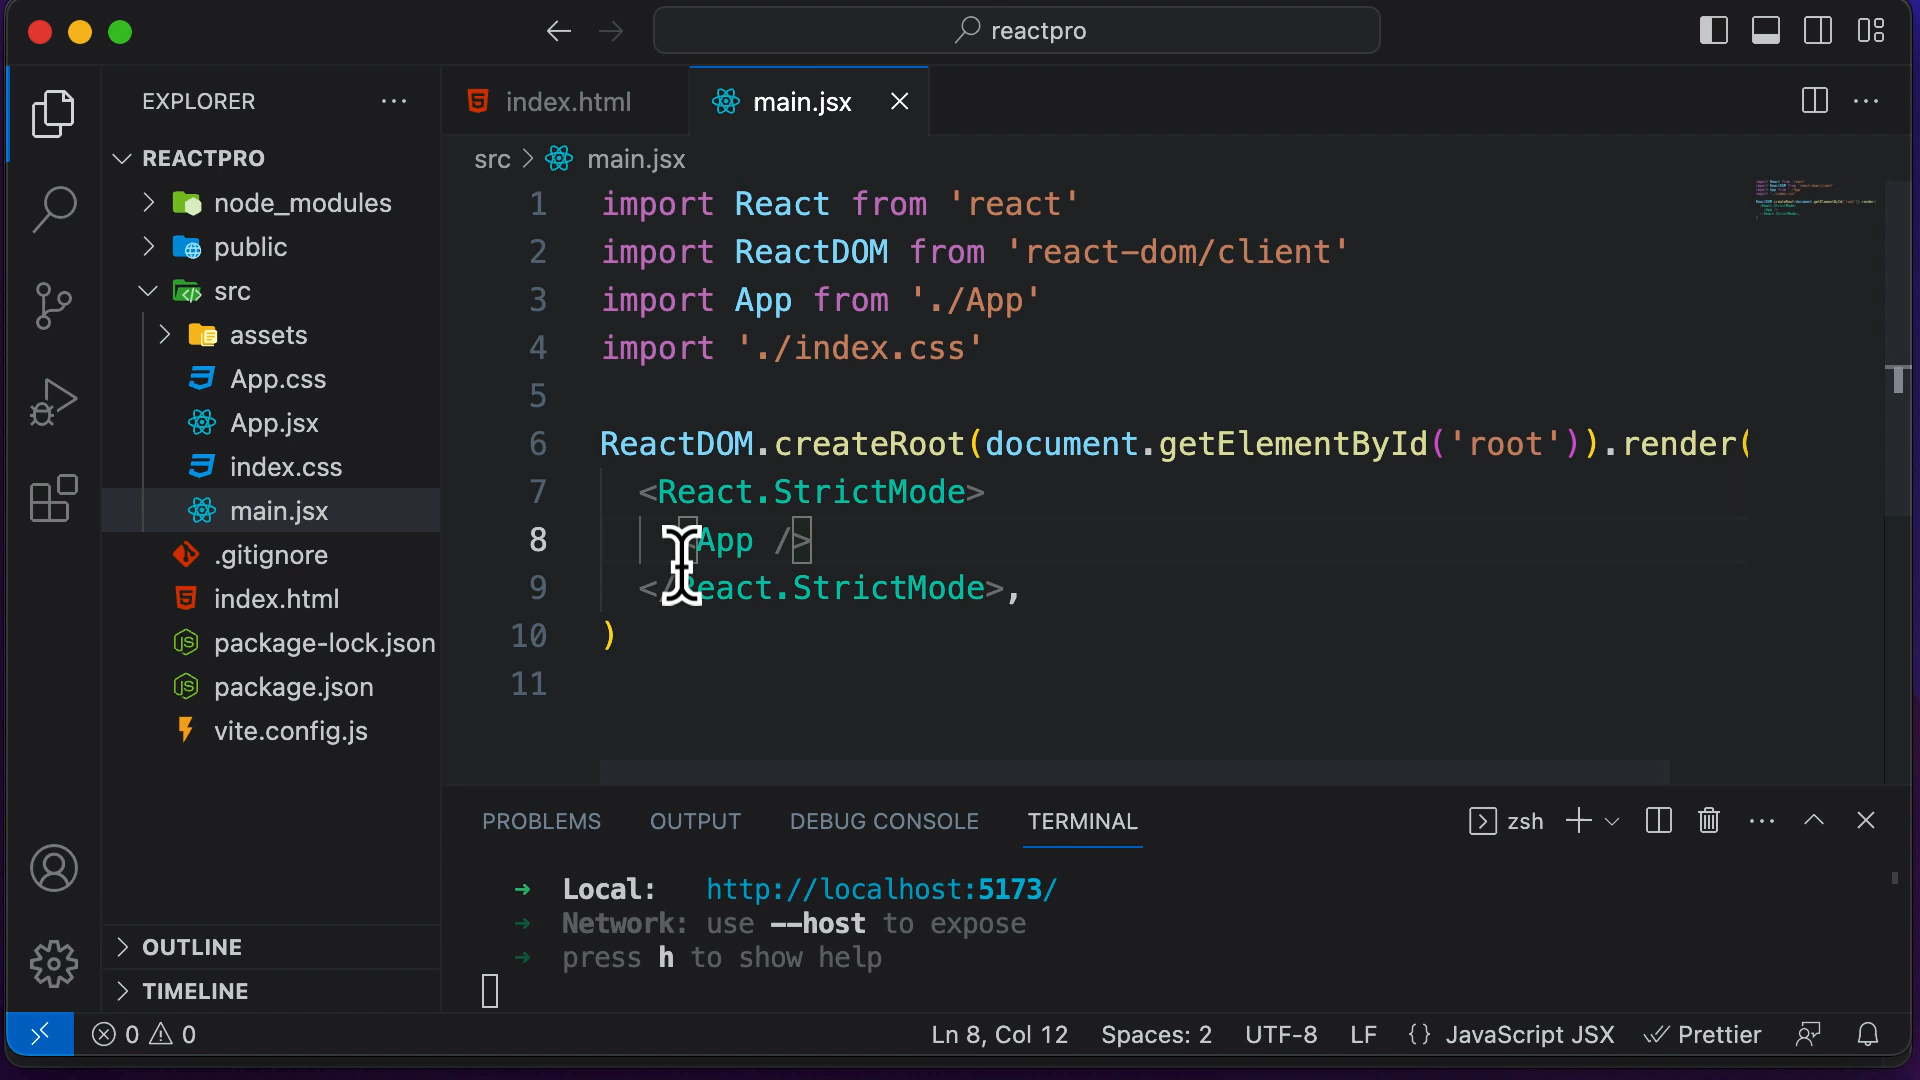 reactpro
EXPLORER
index.html
main.jsx
REACTPRO
node_modules
public
src
assets
App.css
App.jsx
index.css
main.jsx
.gitignore
index.html
package-lock.json
package.json
vite.config.js
OUTLINE
TIMELINE
src > main.jsx
1 import React from 'react'
2 import ReactDOM from 'react-dom/client'
3 import App from './App'
4 import './index.css'
5
6 ReactDOM.createRoot(document.getElementById('root')).render(
7 <React.StrictMode>
8 <App />
9 </React.StrictMode>,
10 )
11
PROBLEMS OUTPUT DEBUG CONSOLE TERMINAL zsh
➜ Local: http://localhost:5173/
➜ Network: use --host to expose
➜ press h to show help
0 0 Ln 8, Col 12 Spaces: 2 UTF-8 LF {} JavaScript JSX Prettier